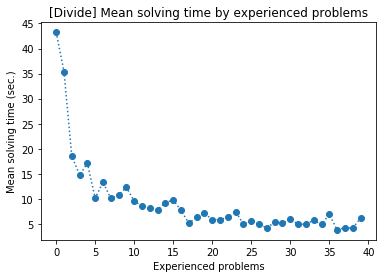 [Divide] Mean solving time by experienced problems
45
40
35
30
25
20
15
10
5
Mean solving time (sec.)
0 5 10 15 20 25 30 35 40
Experienced problems